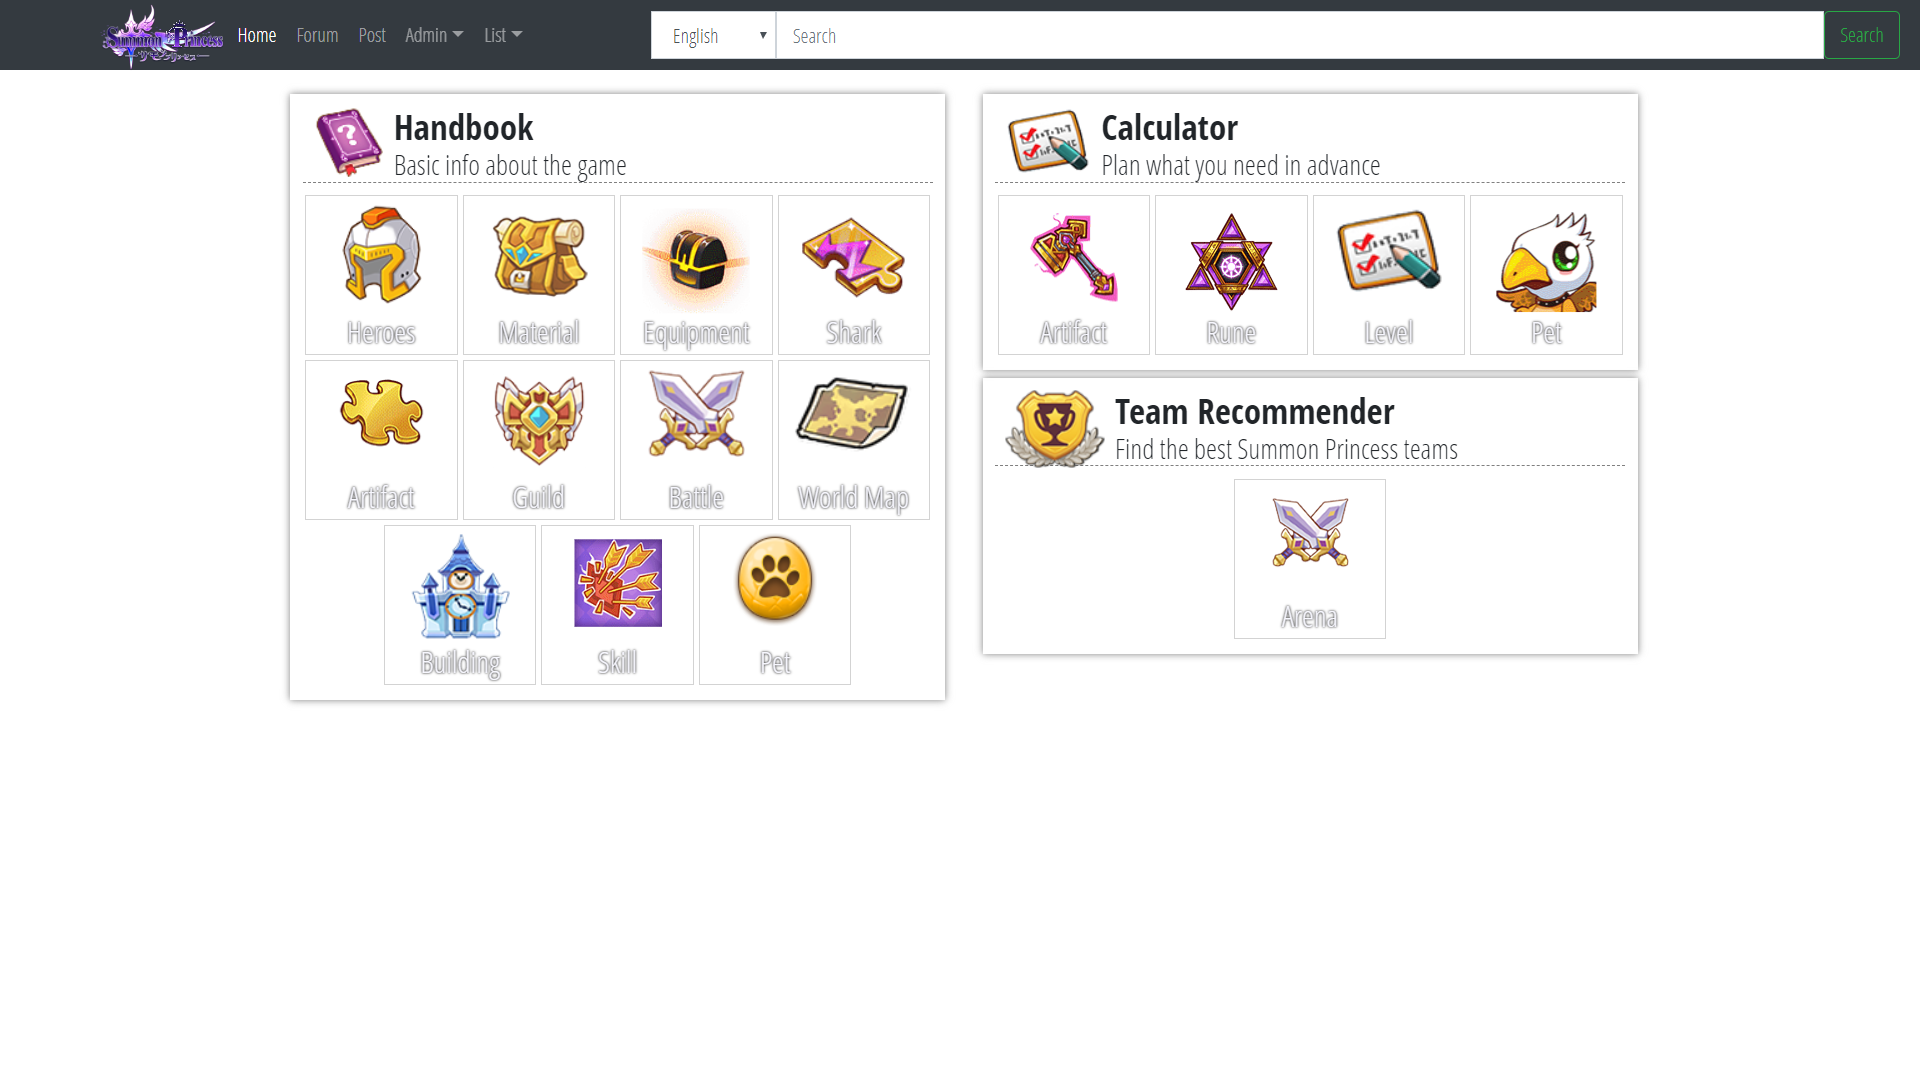 Summon Princess
Home
Forum
Post
Admin
List
English
Search
Search
Handbook
Basic info about the game
Heroes
Material
Equipment
Shark
Artifact
Guild
Battle
World Map
Building
Skill
Pet
Calculator
Plan what you need in advance
Artifact
Rune
Level
Pet
Team Recommender
Find the best Summon Princess teams
Arena